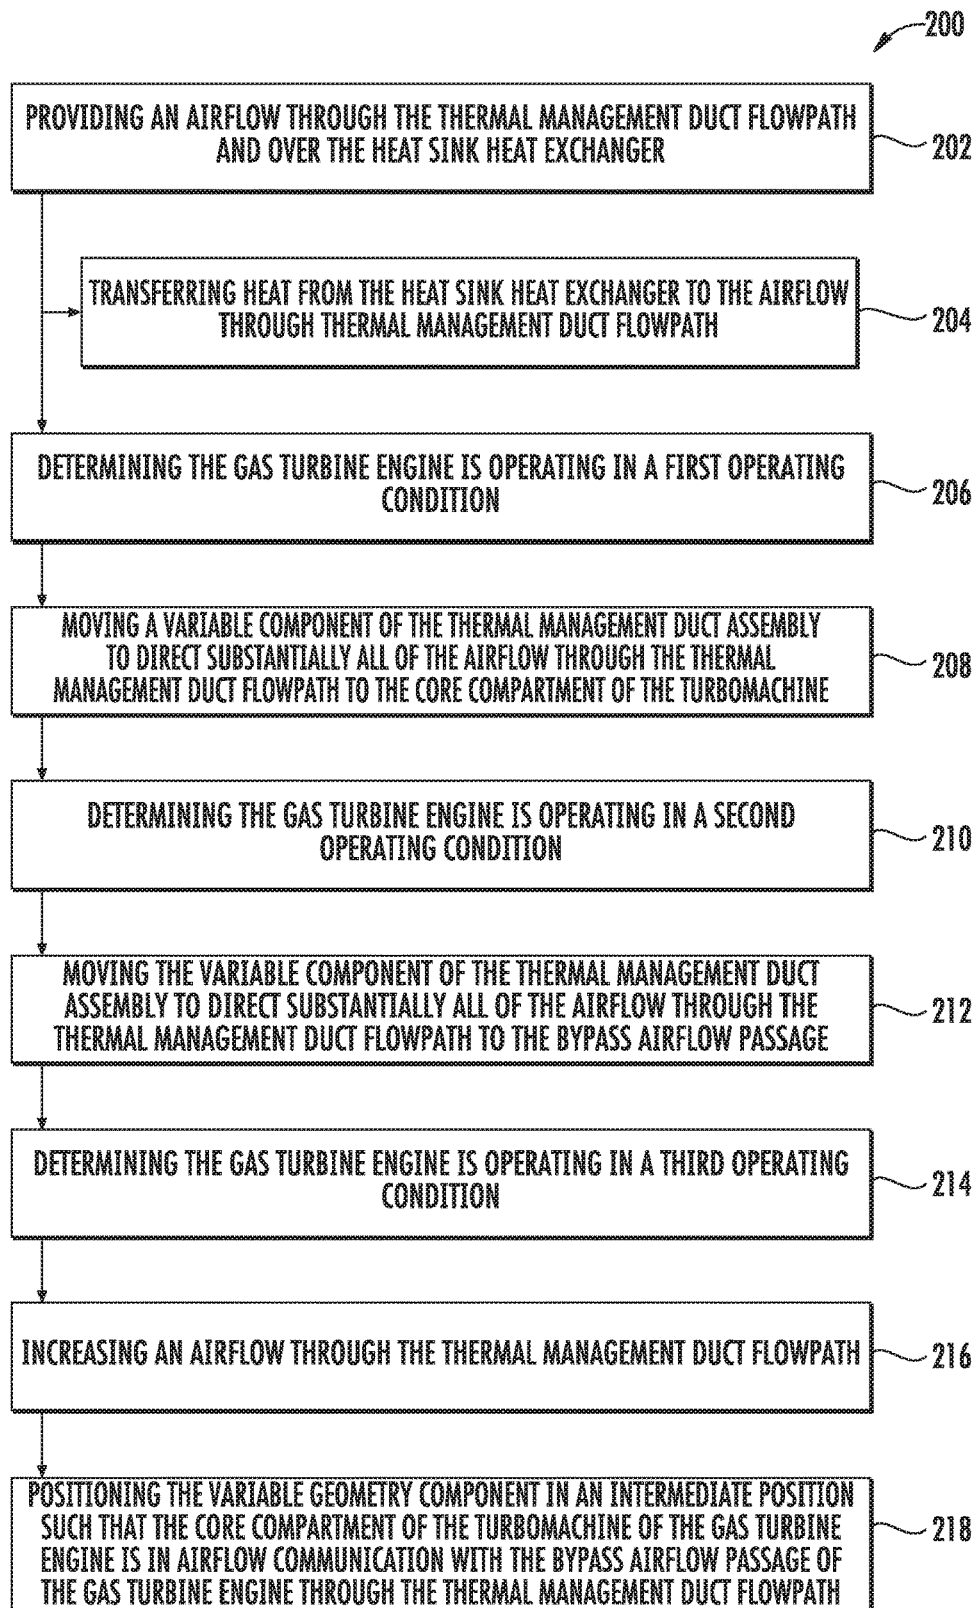 200
PROVIDING AN AIRFLOW THROUGH THE THERMAL MANAGEMENT DUCT FLOWPATH
AND OVER THE HEAT SINK HEAT EXCHANGER
202
TRANSFERRING HEAT FROM THE HEAT SINK HEAT EXCHANGER TO THE AIRFLOW
THROUGH THERMAL MANAGEMENT DUCT FLOWPATH
204
DETERMINING THE GAS TURBINE ENGINE IS OPERATING IN A FIRST OPERATING
CONDITION
206
MOVING A VARIABLE COMPONENT OF THE THERMAL MANAGEMENT DUCT ASSEMBLY
TO DIRECT SUBSTANTIALLY ALL OF THE AIRFLOW THROUGH THE THERMAL
MANAGEMENT DUCT FLOWPATH TO THE CORE COMPARTMENT OF THE TURBOMACHINE
208
DETERMINING THE GAS TURBINE ENGINE IS OPERATING IN A SECOND
OPERATING CONDITION
210
MOVING THE VARIABLE COMPONENT OF THE THERMAL MANAGEMENT DUCT
ASSEMBLY TO DIRECT SUBSTANTIALLY ALL OF THE AIRFLOW THROUGH THE
THERMAL MANAGEMENT DUCT FLOWPATH TO THE BYPASS AIRFLOW PASSAGE
212
DETERMINING THE GAS TURBINE ENGINE IS OPERATING IN A THIRD OPERATING
CONDITION
214
INCREASING AN AIRFLOW THROUGH THE THERMAL MANAGEMENT DUCT FLOWPATH
216
POSITIONING THE VARIABLE GEOMETRY COMPONENT IN AN INTERMEDIATE POSITION
SUCH THAT THE CORE COMPARTMENT OF THE TURBOMACHINE OF THE GAS TURBINE
ENGINE IS IN AIRFLOW COMMUNICATION WITH THE BYPASS AIRFLOW PASSAGE OF
THE GAS TURBINE ENGINE THROUGH THE THERMAL MANAGEMENT DUCT FLOWPATH
218